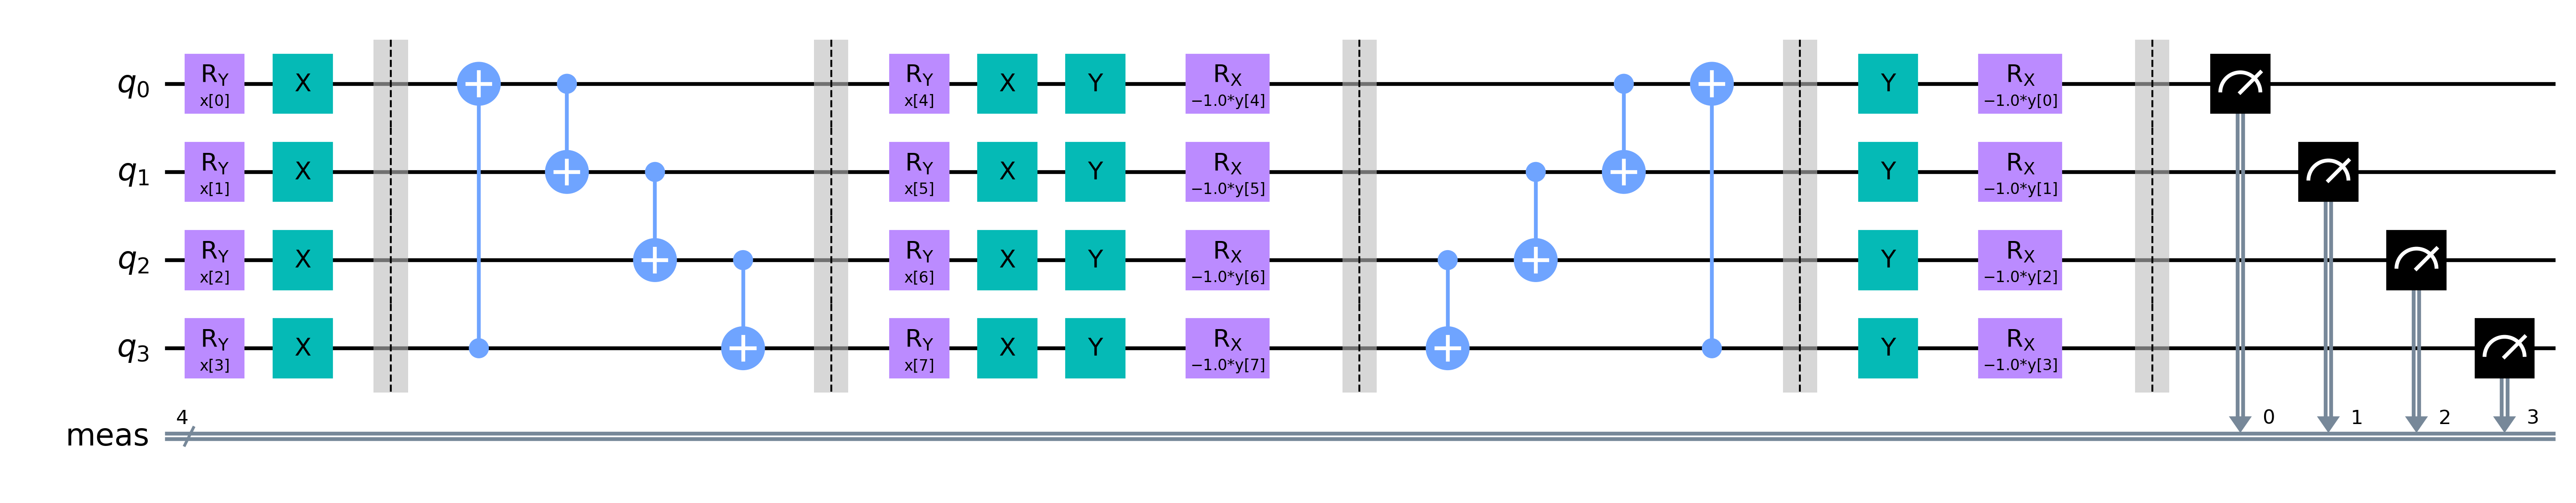 q0 RY x[0] X RY x[4] X Y RX −1.0*y[4] Y RX −1.0*y[0]
q1 RY x[1] X RY x[5] X Y RX −1.0*y[5] Y RX −1.0*y[1]
q2 RY x[2] X RY x[6] X Y RX −1.0*y[6] Y RX −1.0*y[2]
q3 RY x[3] X RY x[7] X Y RX −1.0*y[7] Y RX −1.0*y[3]
meas 4 0 1 2 3